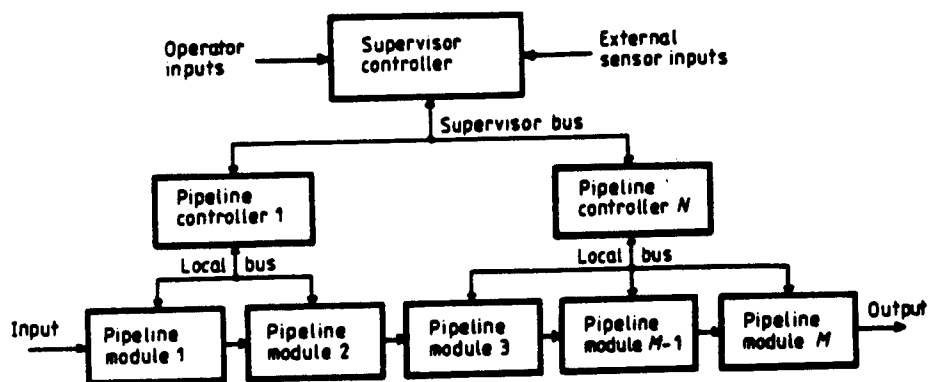 Operator
inputs
Supervisor
controller
External
sensor inputs
Supervisor bus
Pipeline
controller 1
Pipeline
controller N
Local bus
Local bus
Input
Pipeline
module 1
Pipeline
module 2
Pipeline
module 3
Pipeline
module M-1
Pipeline
module M
Output